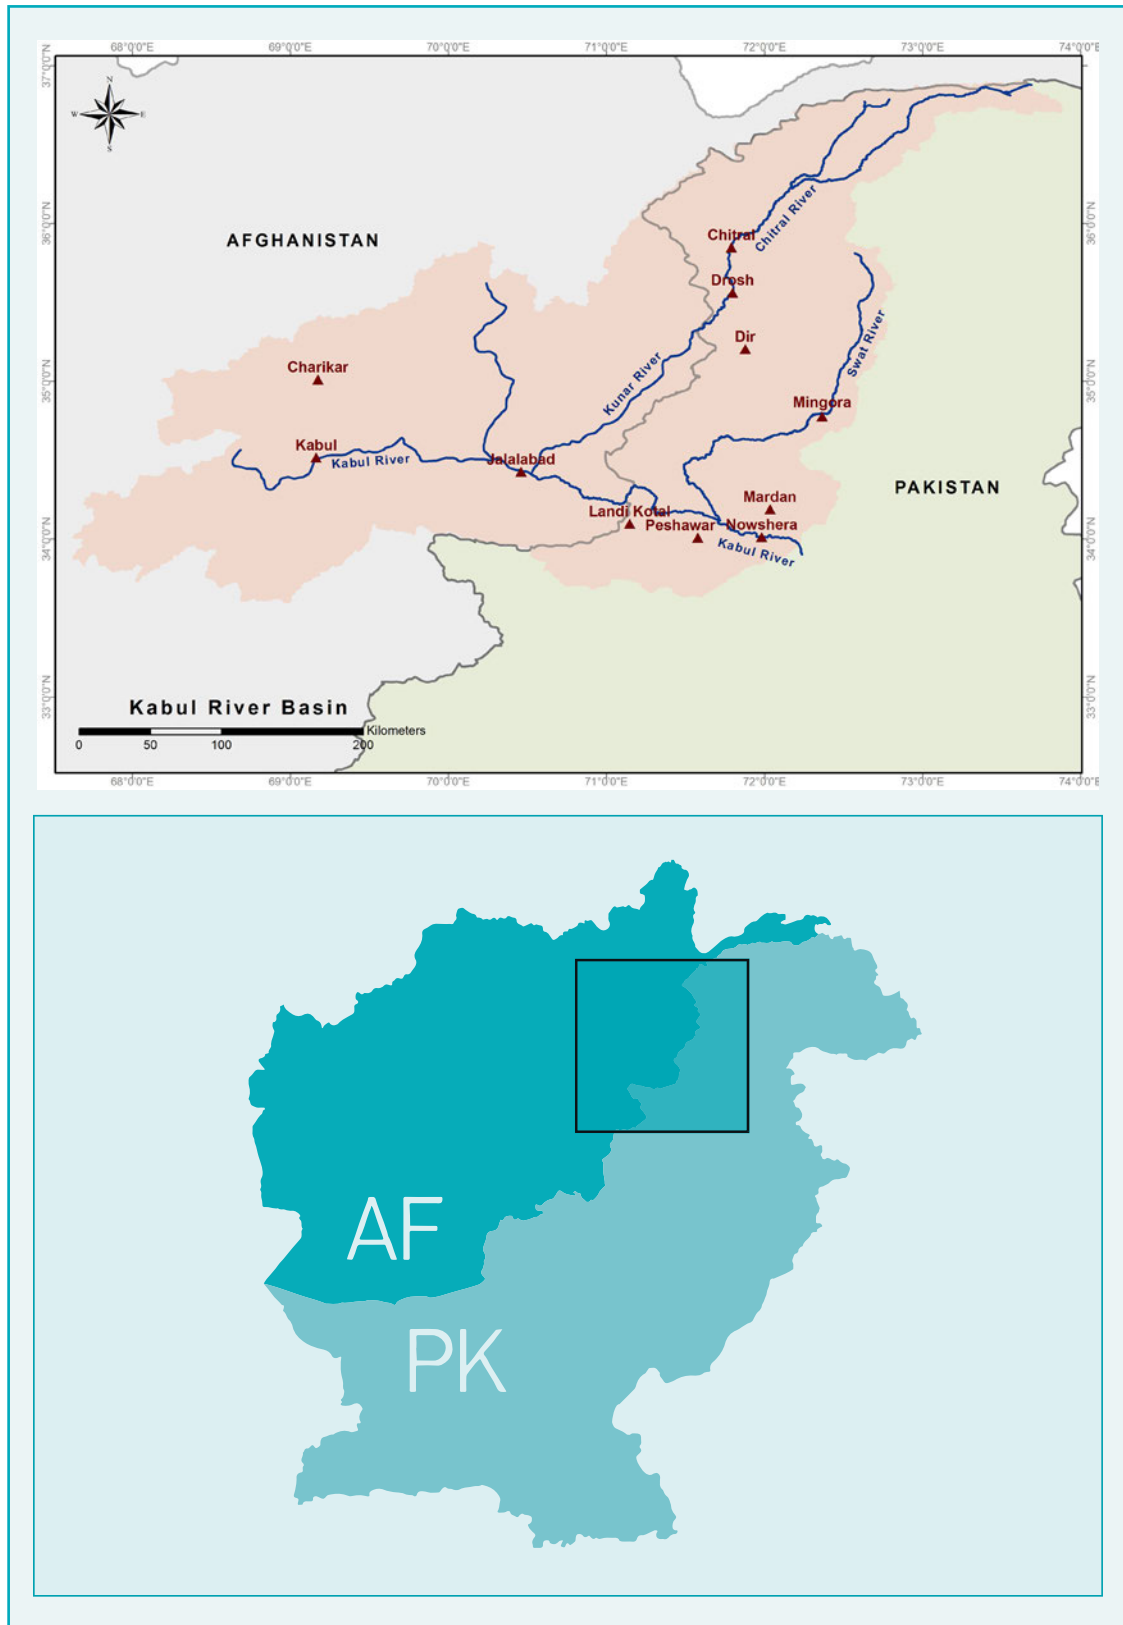 68°0'0"E 69°0'0"E 70°0'0"E 71°0'0"E 72°0'0"E 73°0'0"E 74°0'0"E
37°0'0"N
N
W E
S
36°0'0"N 36°0'0"N
AFGHANISTAN
Chitral
Chitral River
Drosh
Dir
Swat River
Kunar River
35°0'0"N 35°0'0"N
Charikar
Mingora
Kabul
Kabul River
Jalalabad
PAKISTAN
Mardan
Landi Kotal
Peshawar
Nowshera
Kabul River
34°0'0"N 34°0'0"N
33°0'0"N 33°0'0"N
Kabul River Basin
Kilometers
0 50 100 200
68°0'0"E 69°0'0"E 70°0'0"E 71°0'0"E 72°0'0"E 73°0'0"E 74°0'0"E
AF
PK